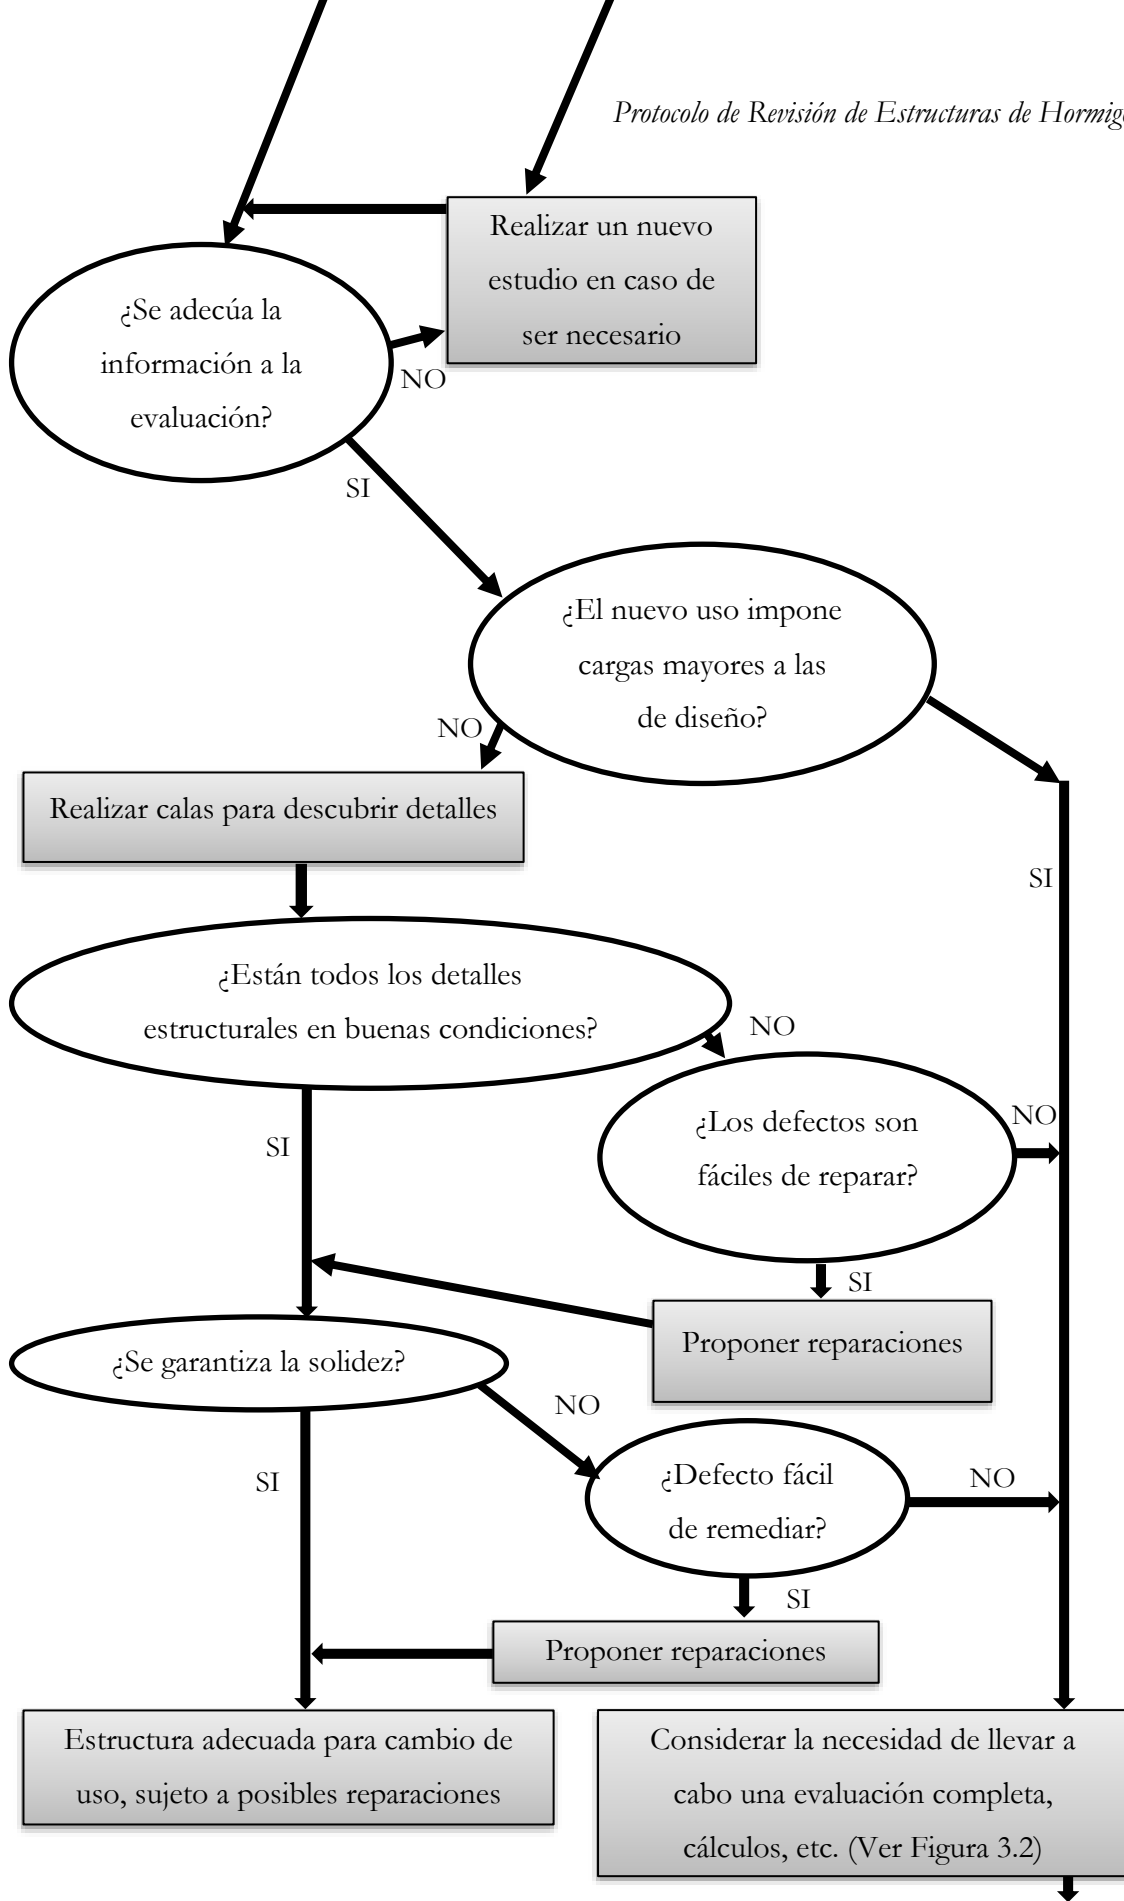 Protocolo de Revisión de Estructuras de Hormig
Realizar un nuevo
estudio en caso de
ser necesario
¿Se adecúa la
información a la
evaluación?
NO
SI
¿El nuevo uso impone
cargas mayores a las
de diseño?
NO
Realizar calas para descubrir detalles
SI
¿Están todos los detalles
estructurales en buenas condiciones?
NO
¿Los defectos son
fáciles de reparar?
NO
SI
SI
Proponer reparaciones
¿Se garantiza la solidez?
NO
¿Defecto fácil
de remediar?
NO
SI
SI
Proponer reparaciones
Estructura adecuada para cambio de
uso, sujeto a posibles reparaciones
Considerar la necesidad de llevar a
cabo una evaluación completa,
cálculos, etc. (Ver Figura 3.2)